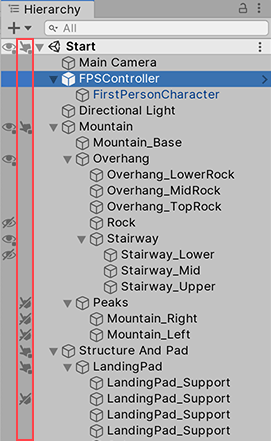 Hierarchy
All
Start
Main Camera
FPSController
FirstPersonCharacter
Directional Light
Mountain
Mountain_Base
Overhang
Overhang_LowerRock
Overhang_MidRock
Overhang_TopRock
Rock
Stairway
Stairway_Lower
Stairway_Mid
Stairway_Upper
Peaks
Mountain_Right
Mountain_Left
Structure And Pad
LandingPad
LandingPad_Support
LandingPad_Support
LandingPad_Support
LandingPad_Support